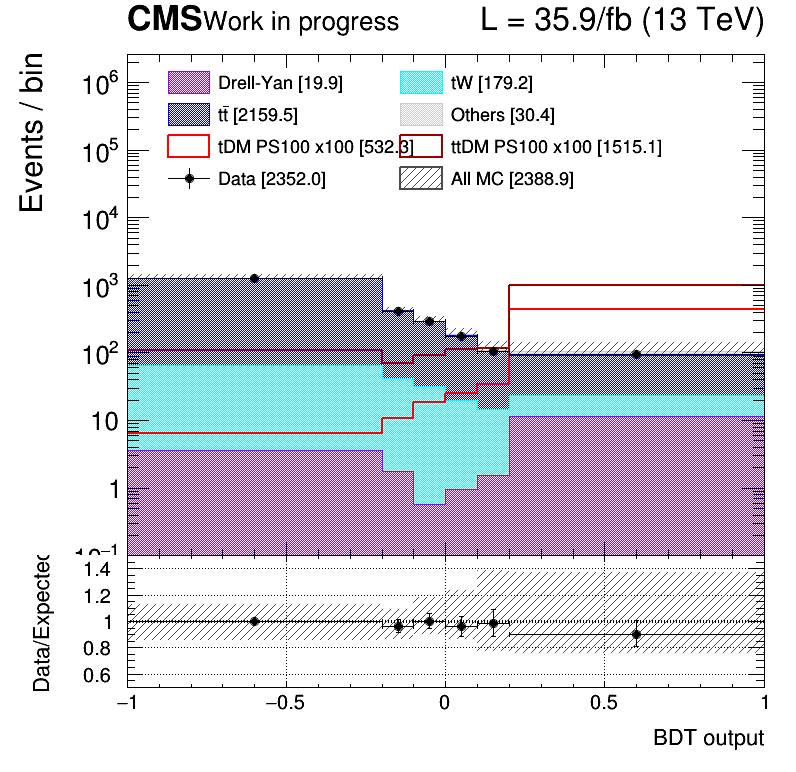 CMS Work in progress L = 35.9/fb (13 TeV)
Events / bin
Drell-Yan [19.9] tW [179.2]
tt̄ [2159.5] Others [30.4]
tDM PS100 x100 [532.3] ttDM PS100 x100 [1515.1]
Data [2352.0] All MC [2388.9]
10⁶
10⁵
10⁴
10³
10²
10
1
10⁻¹
Data/Expected
1.4
1.2
1
0.8
0.6
−1 −0.5 0 0.5 1
BDT output